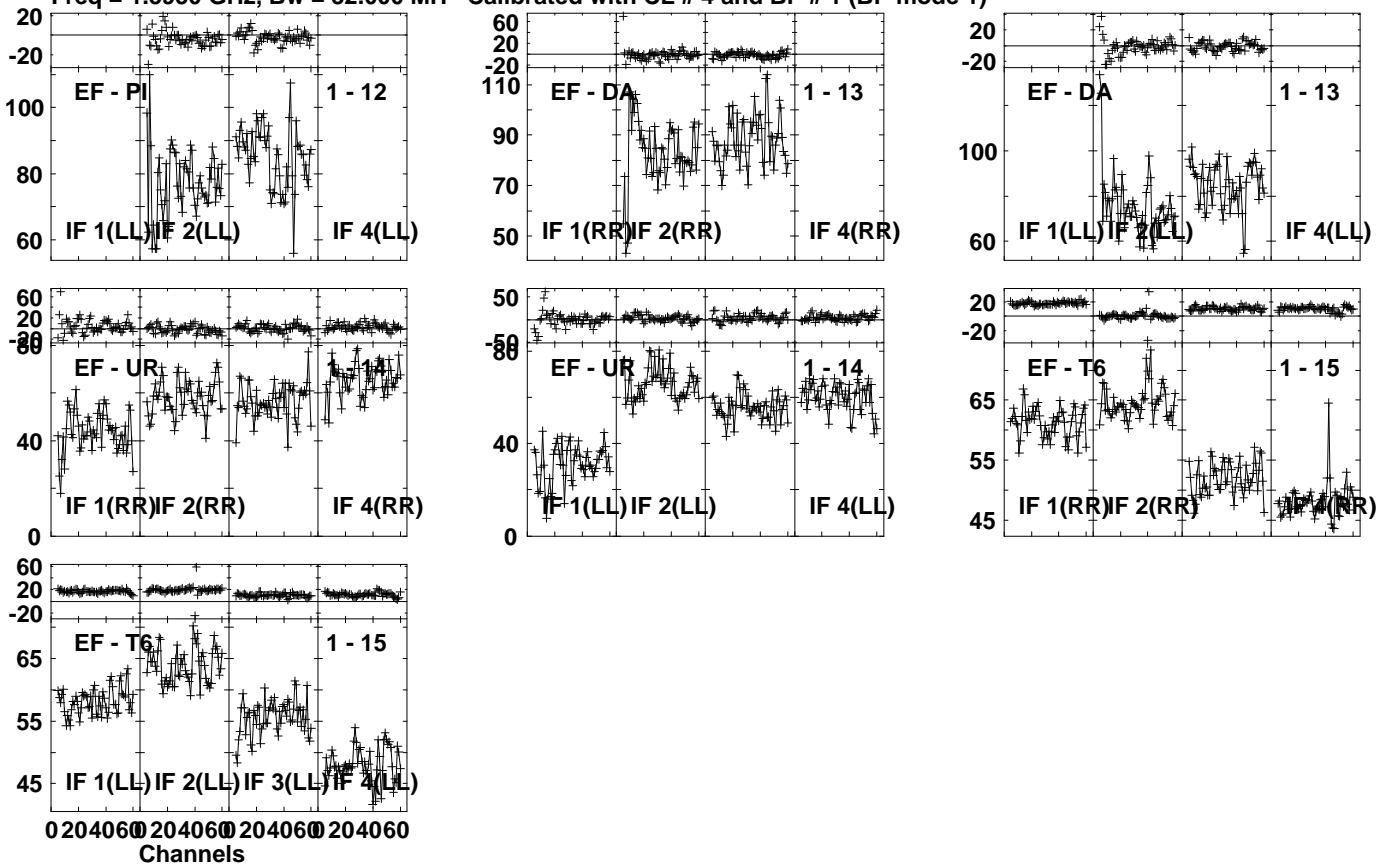 Calibrated with CL # 4 and BP # 1 (BP mode 1)
20
-20
EF - PI
1 - 12
100
80
60
IF 1(LL) IF 2(LL) IF 4(LL)
60
20
-20
EF - DA
1 - 13
110
90
70
50
IF 1(RR) IF 2(RR) IF 4(RR)
20
-20
EF - DA
1 - 13
100
60
IF 1(LL) IF 2(LL) IF 4(LL)
60
20
-20
80
EF - UR
1 - 14
40
0
IF 1(RR) IF 2(RR) IF 4(RR)
50
-50
80
EF - UR
1 - 14
40
0
IF 1(LL) IF 2(LL) IF 4(LL)
20
-20
EF - T6
1 - 15
65
55
45
IF 1(RR) IF 2(RR) IF 4(RR)
60
20
-20
EF - T6
1 - 15
65
55
45
IF 1(LL) IF 2(LL) IF 3(LL) IF 4(LL)
0 20 40 60 0 20 40 60 0 20 40 60 0 20 40 60
Channels